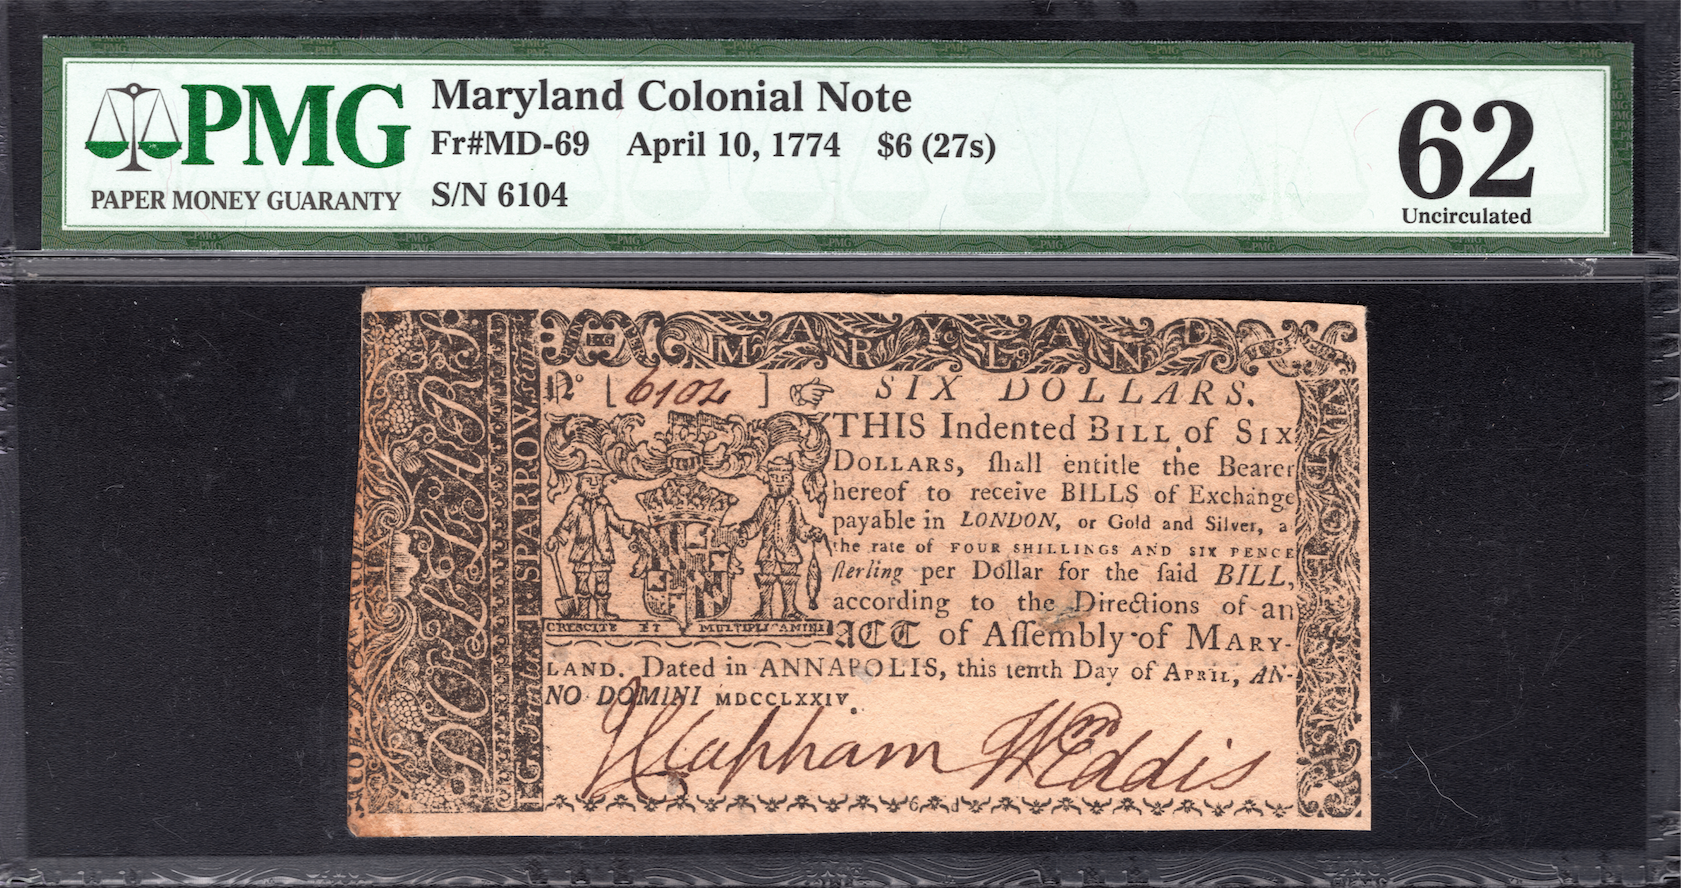 PMG
PAPER MONEY GUARANTY
Maryland Colonial Note
Fr#MD-69 April 10, 1774 $6 (27s)
S/N 6104
62
Uncirculated
MARYLAND
No [6104] SIX DOLLARS.
THIS Indented BILL of SIX
DOLLARS, ſhall entitle the Bearer
hereof to receive BILLS of Exchange
payable in LONDON, or Gold and Silver, a
the rate of FOUR SHILLINGS AND SIX PENCE
ſterling per Dollar for the ſaid BILL,
according to the Directions of an
ACT of Aſſembly of MARY-
LAND. Dated in ANNAPOLIS, this tenth Day of APRIL, AN-
NO DOMINI MDCCLXXIV.
CRESCITE ET MULTIPLICAMINI
JClapham WmEddis
DOLLLARS
T.SPARROW